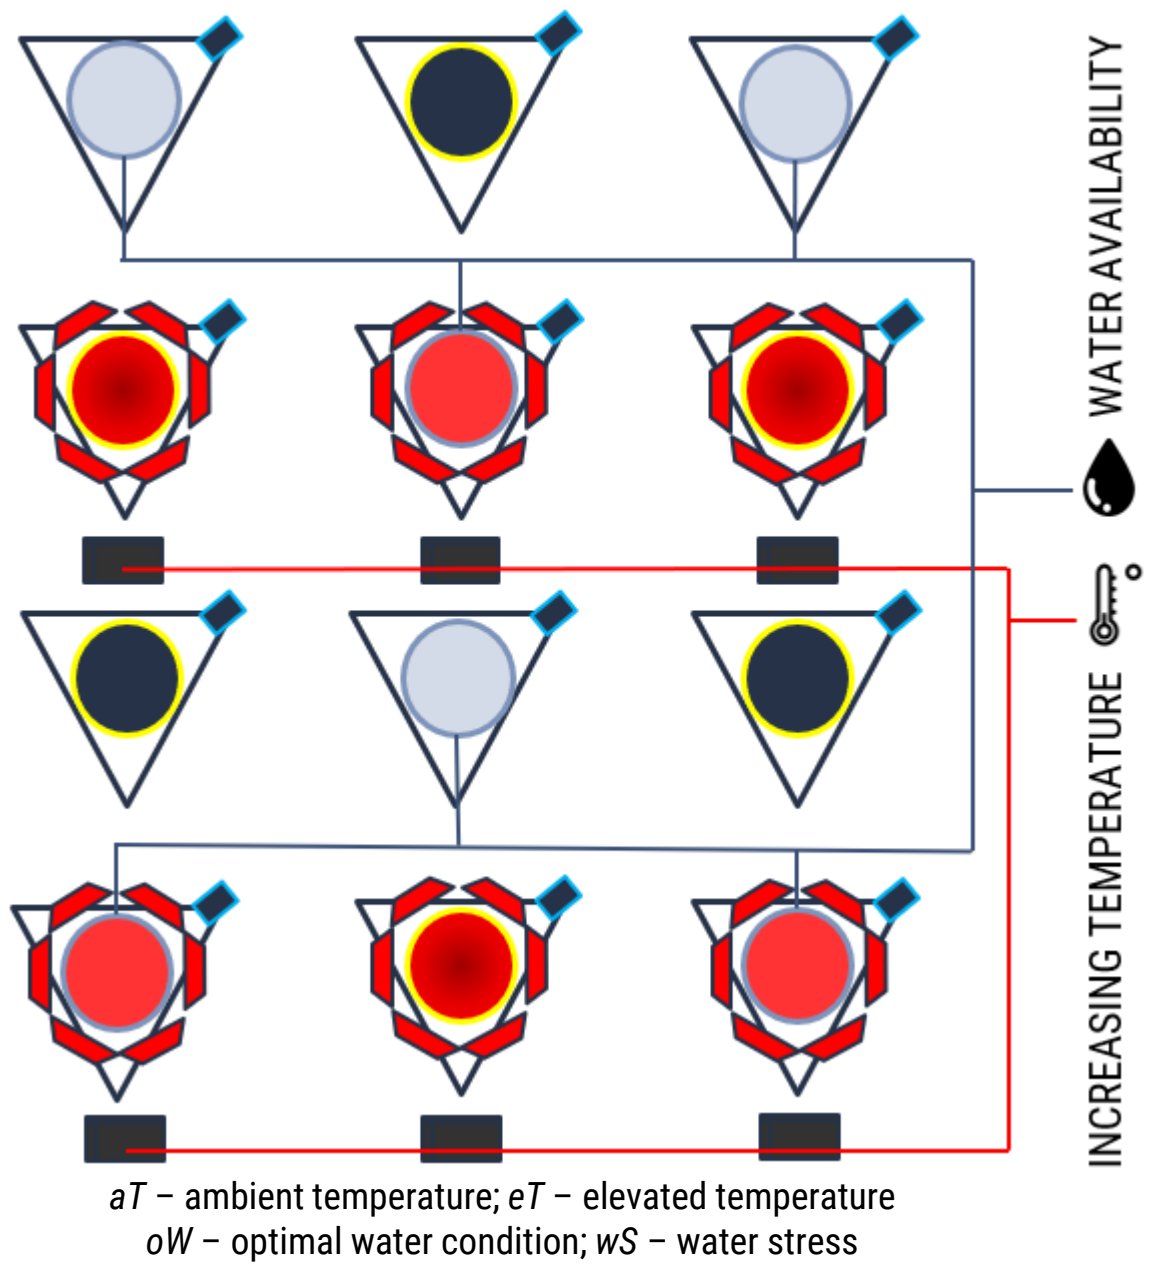 WATER AVAILABILITY
INCREASING TEMPERATURE
aT – ambient temperature; eT – elevated temperature
oW – optimal water condition; wS – water stress